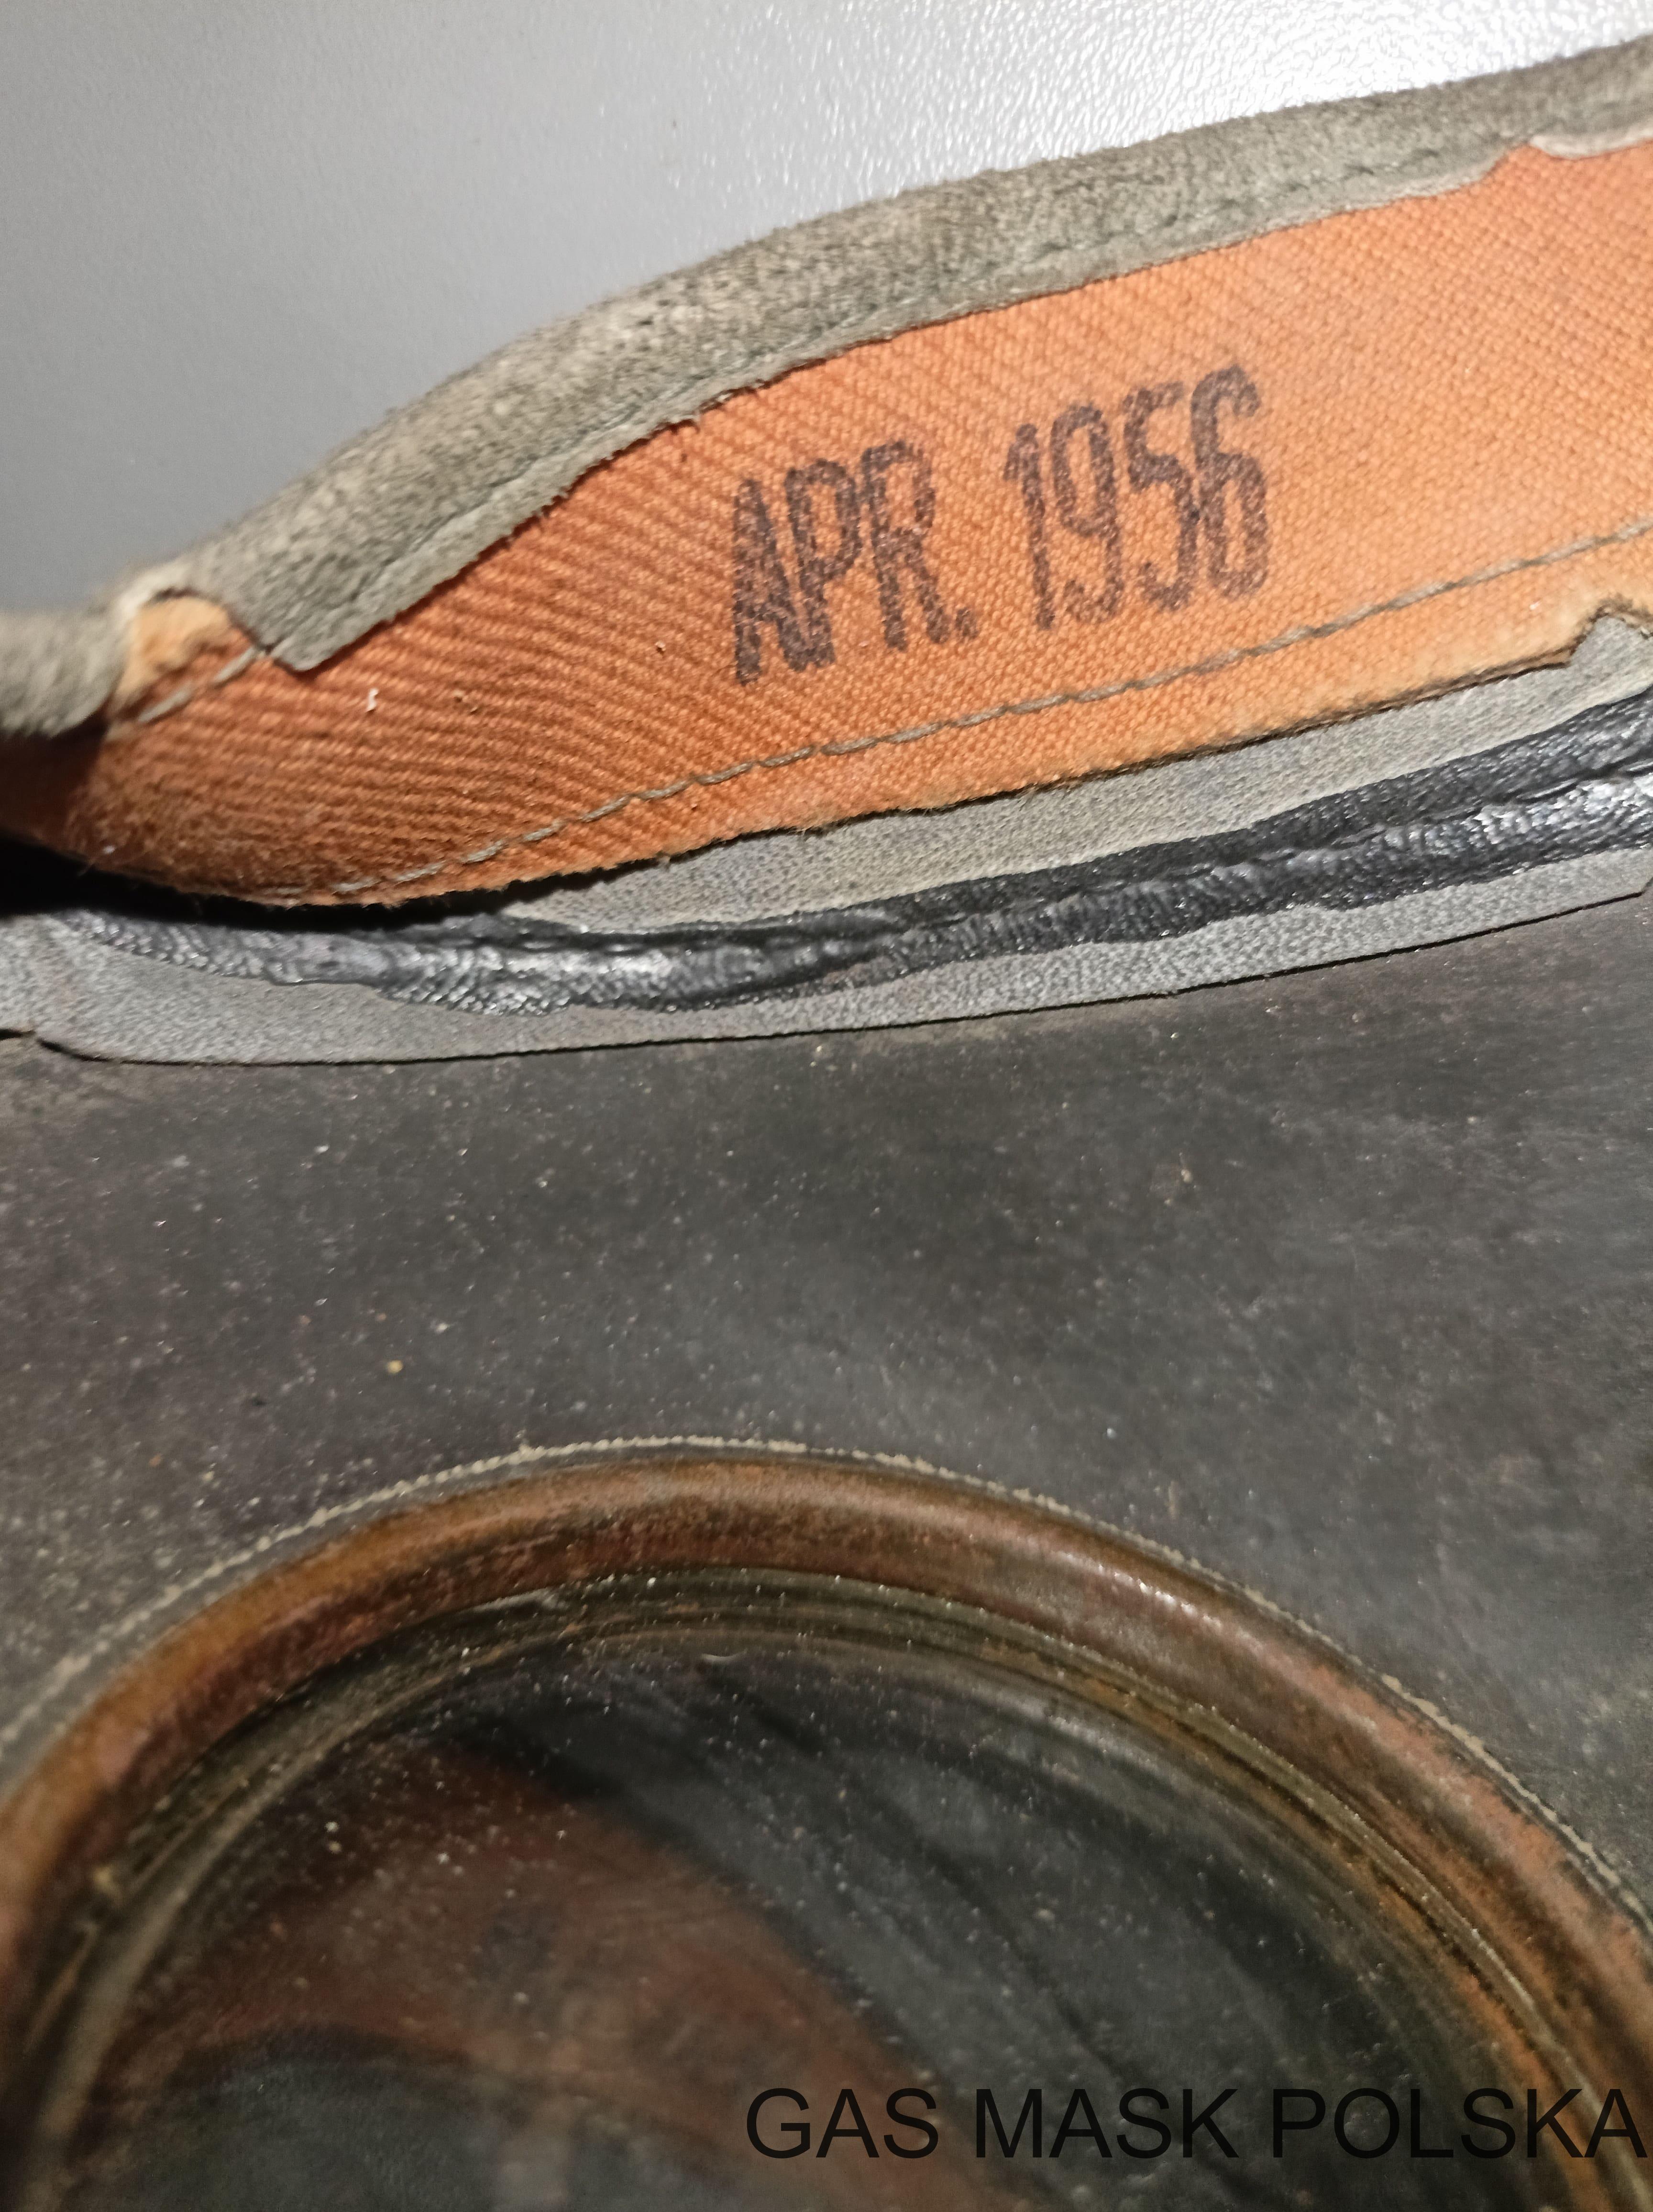 APR. 1956
GAS MASK POLSKA